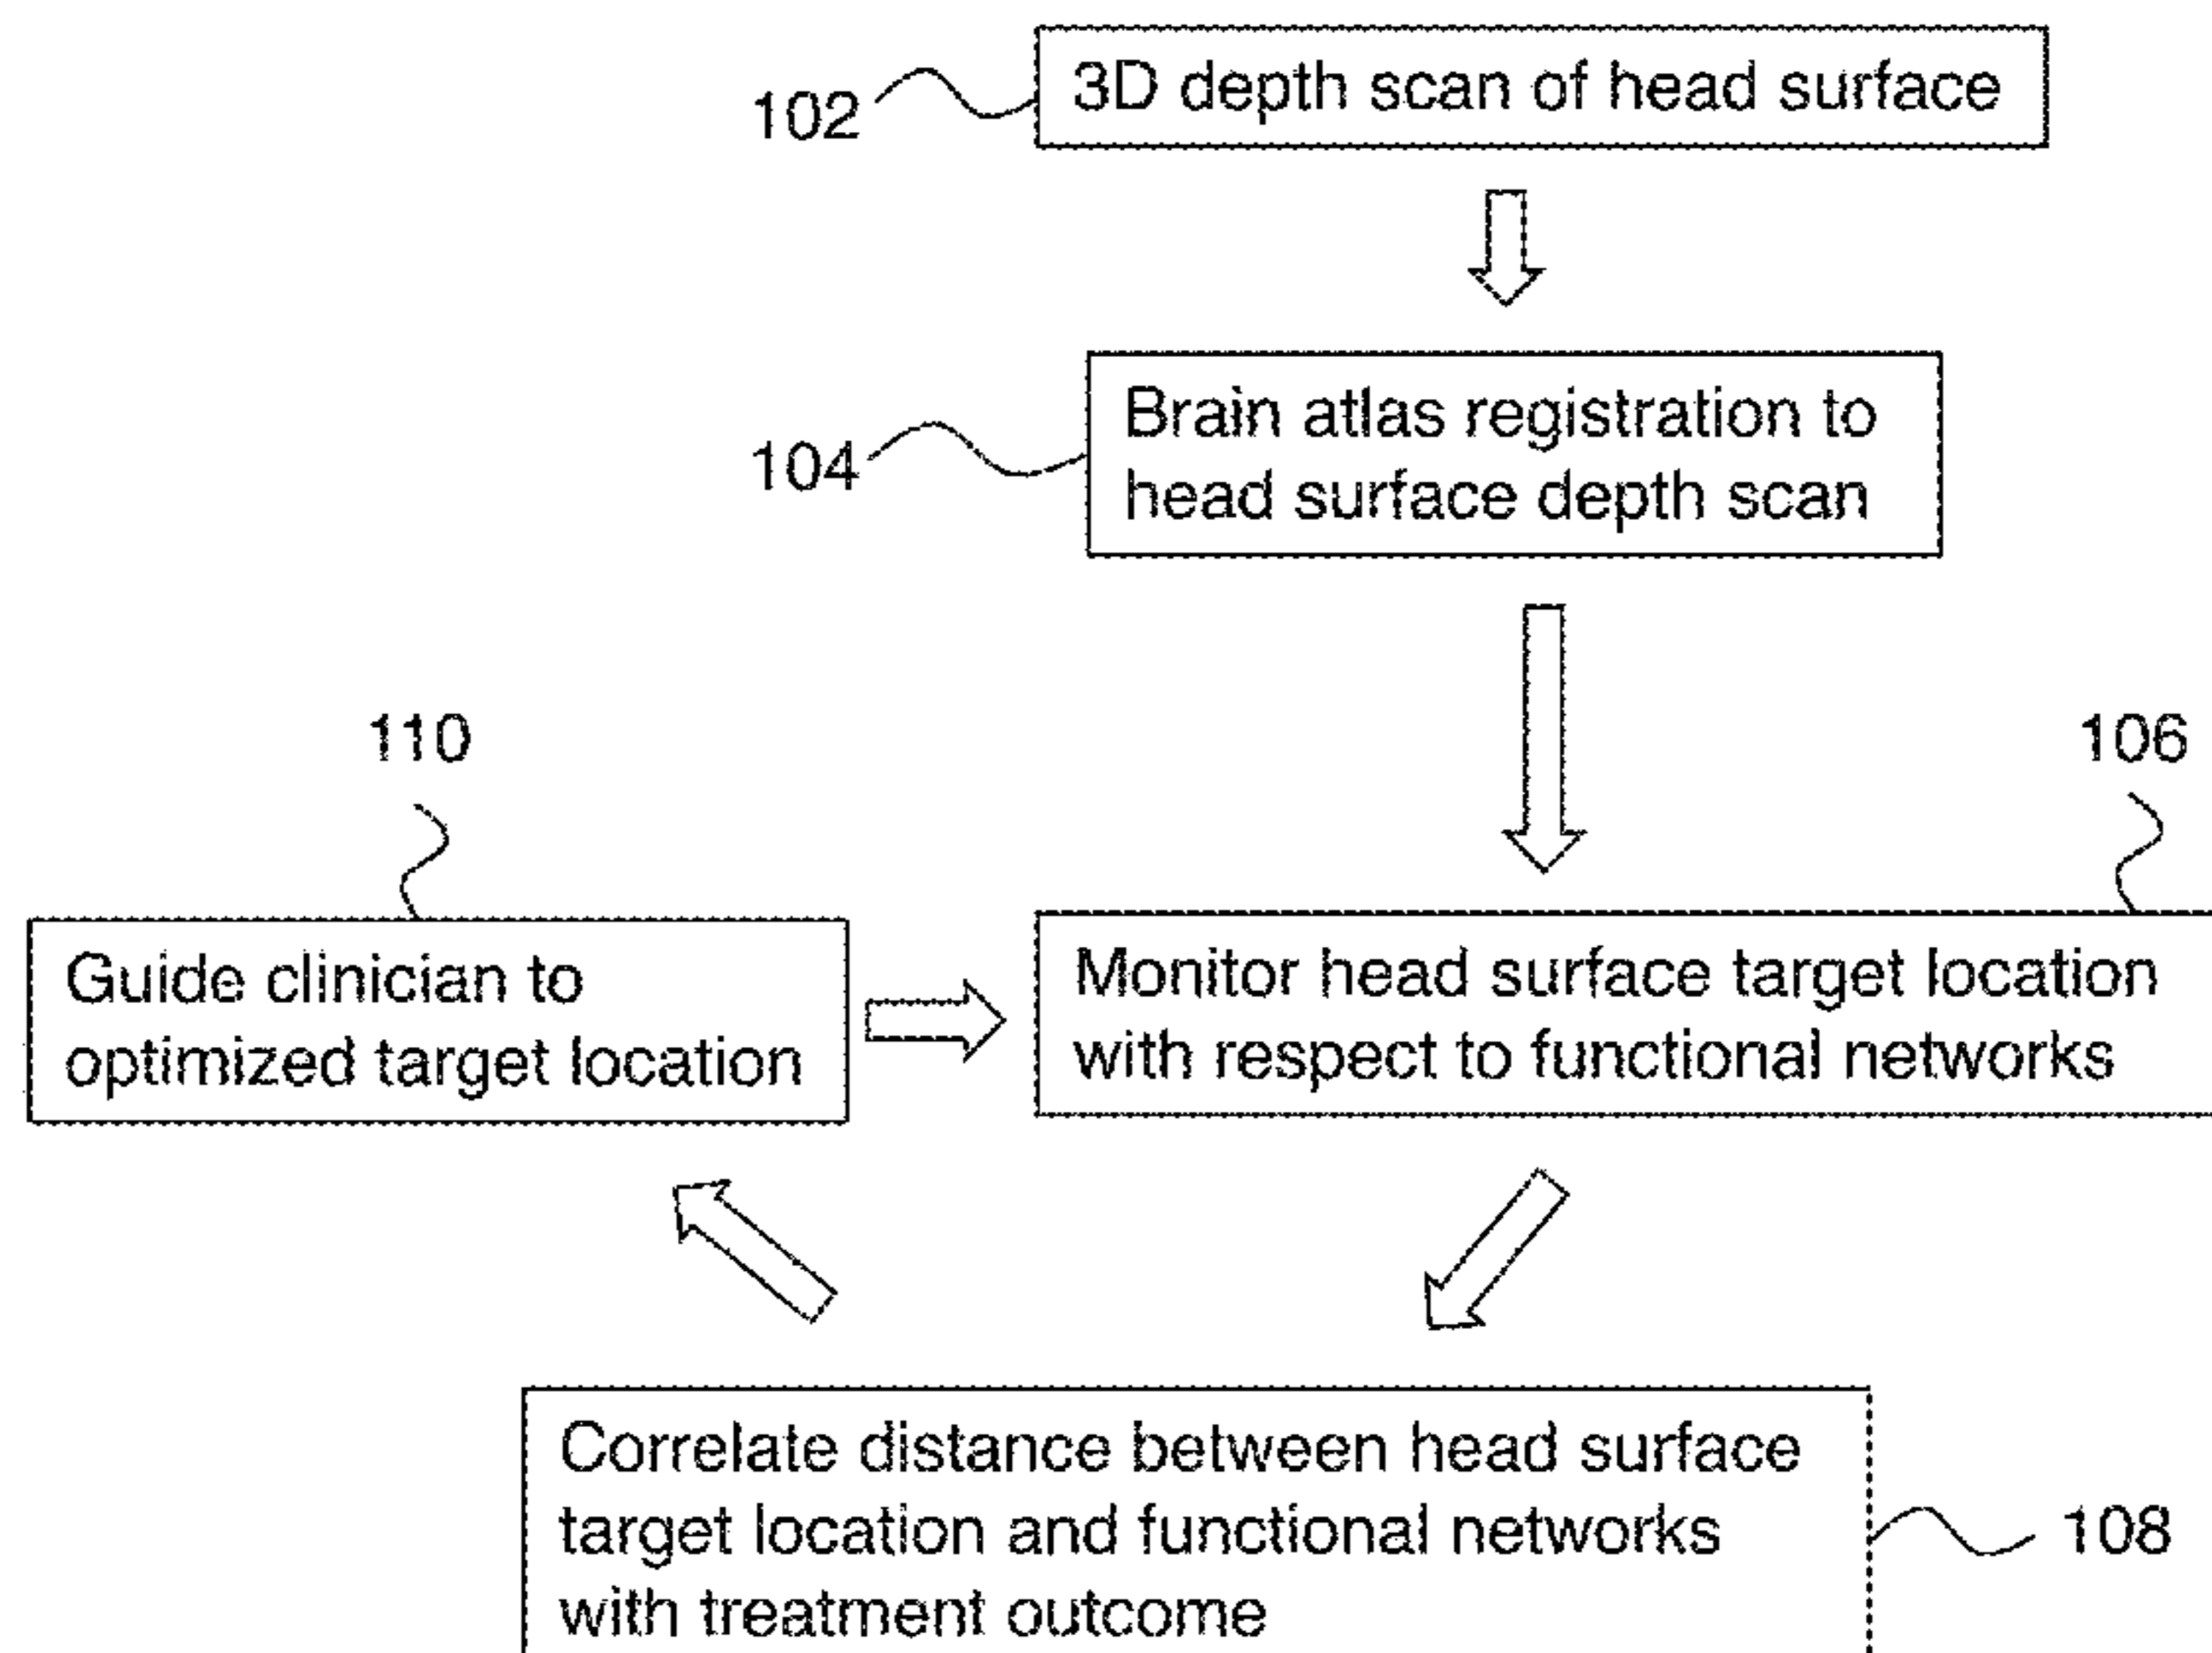 102
3D depth scan of head surface
104
Brain atlas registration to
head surface depth scan
110
106
Guide clinician to
optimized target location
Monitor head surface target location
with respect to functional networks
Correlate distance between head surface
target location and functional networks
with treatment outcome
108